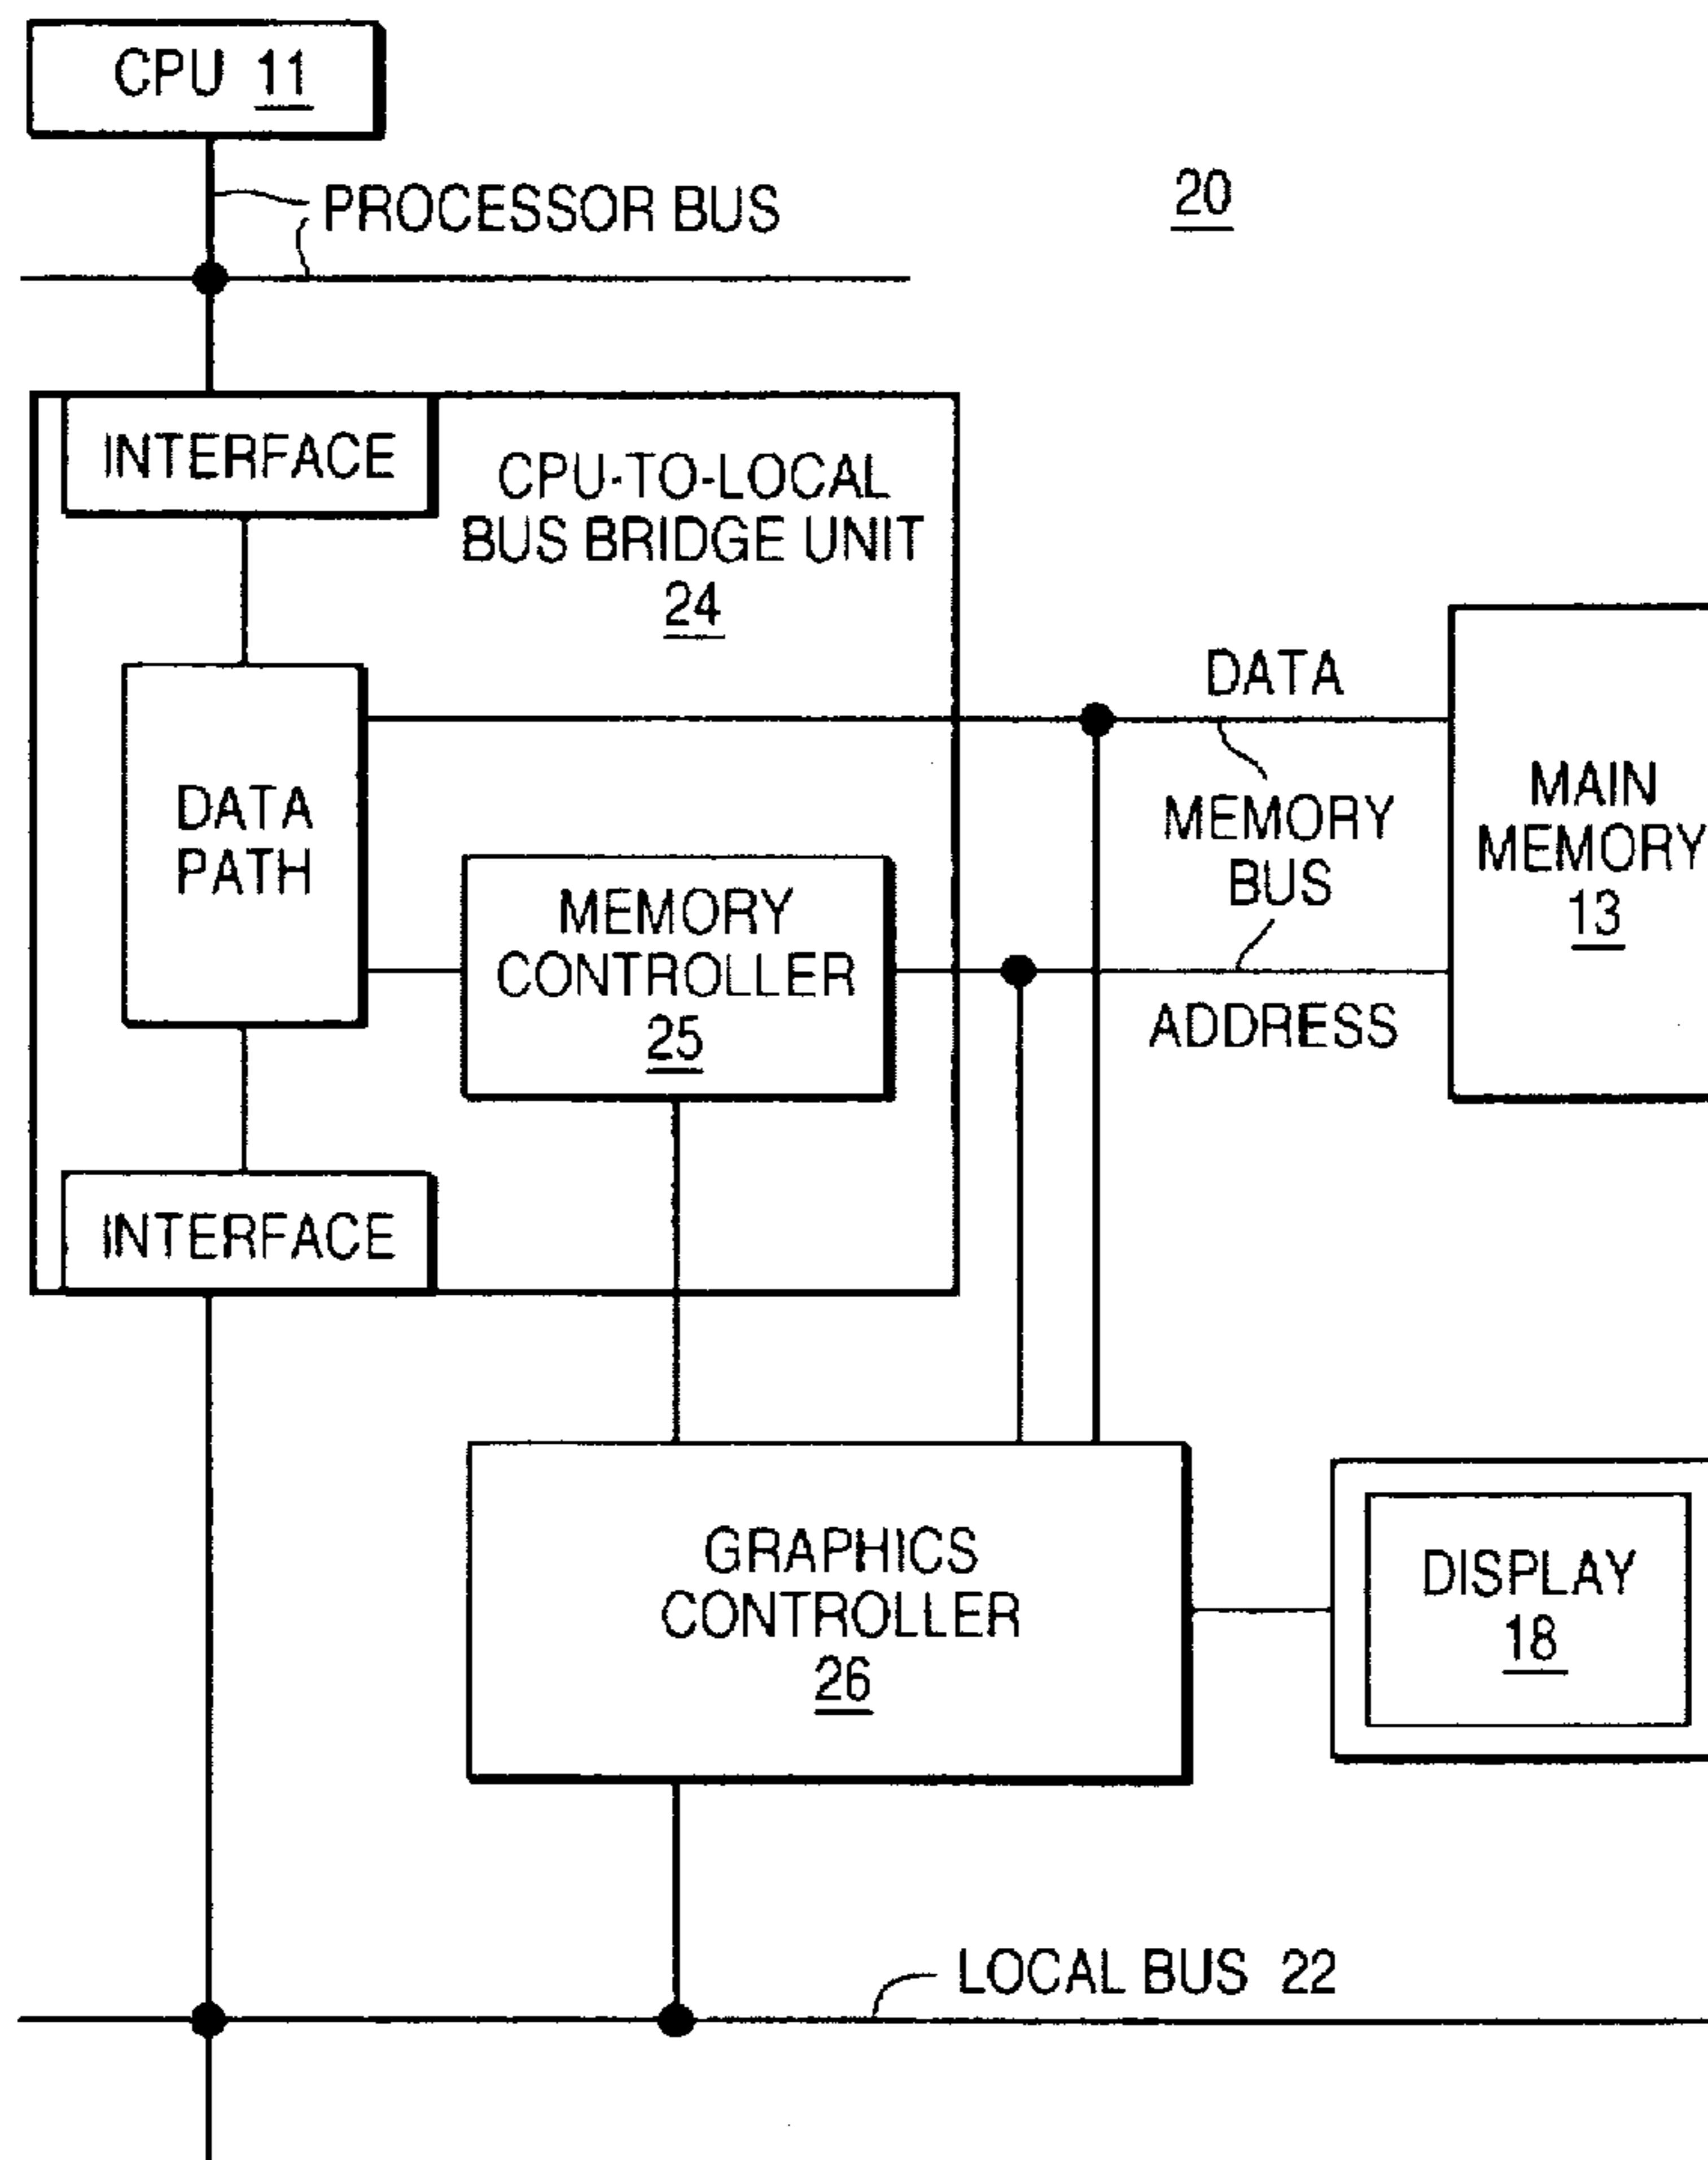 CPU 11
PROCESSOR BUS
20
INTERFACE
CPU-TO-LOCAL
BUS BRIDGE UNIT
24
DATA
MEMORY
BUS
ADDRESS
MAIN
MEMORY
13
DATA
PATH
MEMORY
CONTROLLER
25
INTERFACE
GRAPHICS
CONTROLLER
26
DISPLAY
18
LOCAL BUS 22